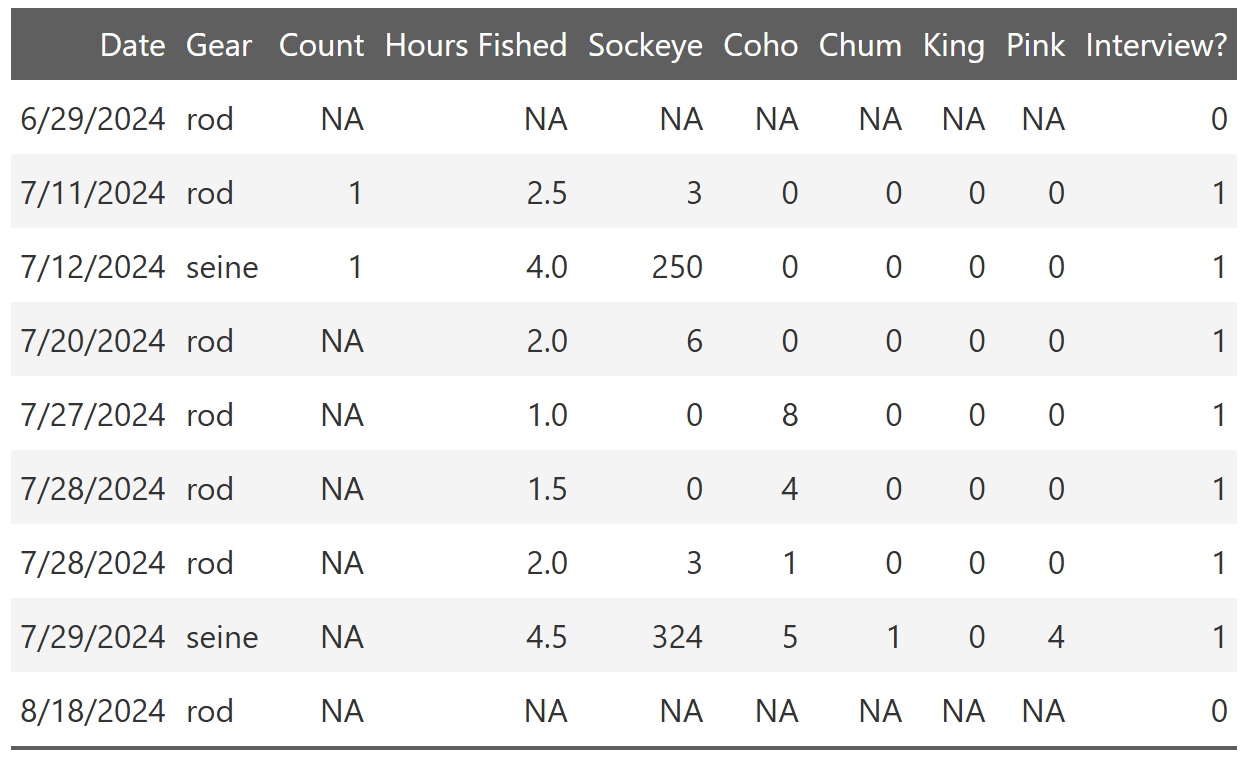 Date Gear Count Hours Fished Sockeye Coho Chum King Pink Interview?
6/29/2024 rod NA NA NA NA NA NA NA 0
7/11/2024 rod 1 2.5 3 0 0 0 0 1
7/12/2024 seine 1 4.0 250 0 0 0 0 1
7/20/2024 rod NA 2.0 6 0 0 0 0 1
7/27/2024 rod NA 1.0 0 8 0 0 0 1
7/28/2024 rod NA 1.5 0 4 0 0 0 1
7/28/2024 rod NA 2.0 3 1 0 0 0 1
7/29/2024 seine NA 4.5 324 5 1 0 4 1
8/18/2024 rod NA NA NA NA NA NA NA 0